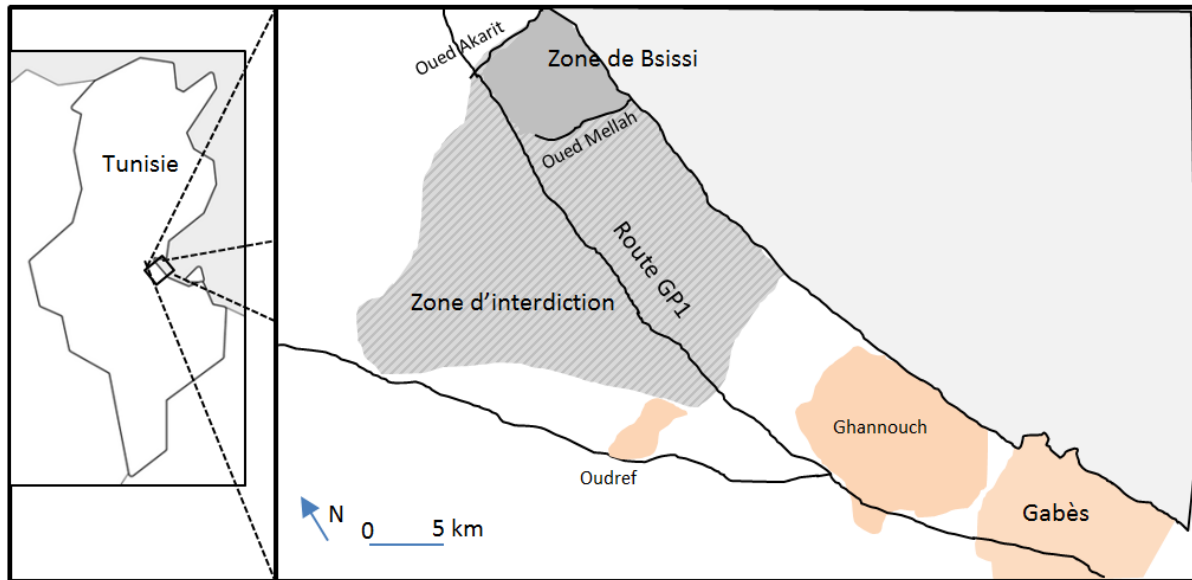 Tunisie
Oued Akarit
Zone de Bsissi
Oued Mellah
Route GP1
Zone d'interdiction
Ghannouch
Oudref
Gabès
N
0 5 km